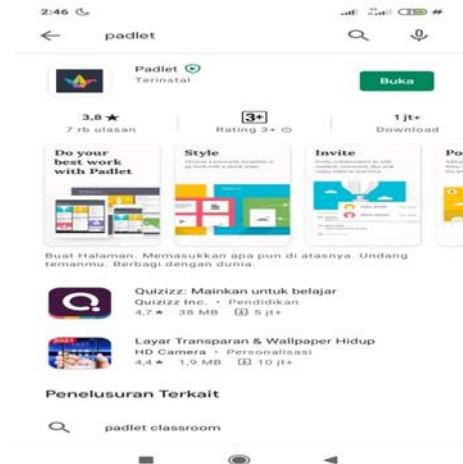 2:46
padlet
Padlet
Terinstal
Buka
3,8 ★
7 rb ulasan
3+
Rating 3+
1 jt+
Download
Do your best work with Padlet
Style
Invite
Buat Halaman. Memasukkan apa pun di atasnya. Undang
temanmu. Berbagi dengan dunia.
Quizizz: Mainkan untuk belajar
Quizizz Inc. • Pendidikan
4,7 ★ 38 MB 5 jt+
2021
Layar Transparan & Wallpaper Hidup
HD Camera • Personalisasi
4,4 ★ 1,9 MB 10 jt+
Penelusuran Terkait
padlet classroom